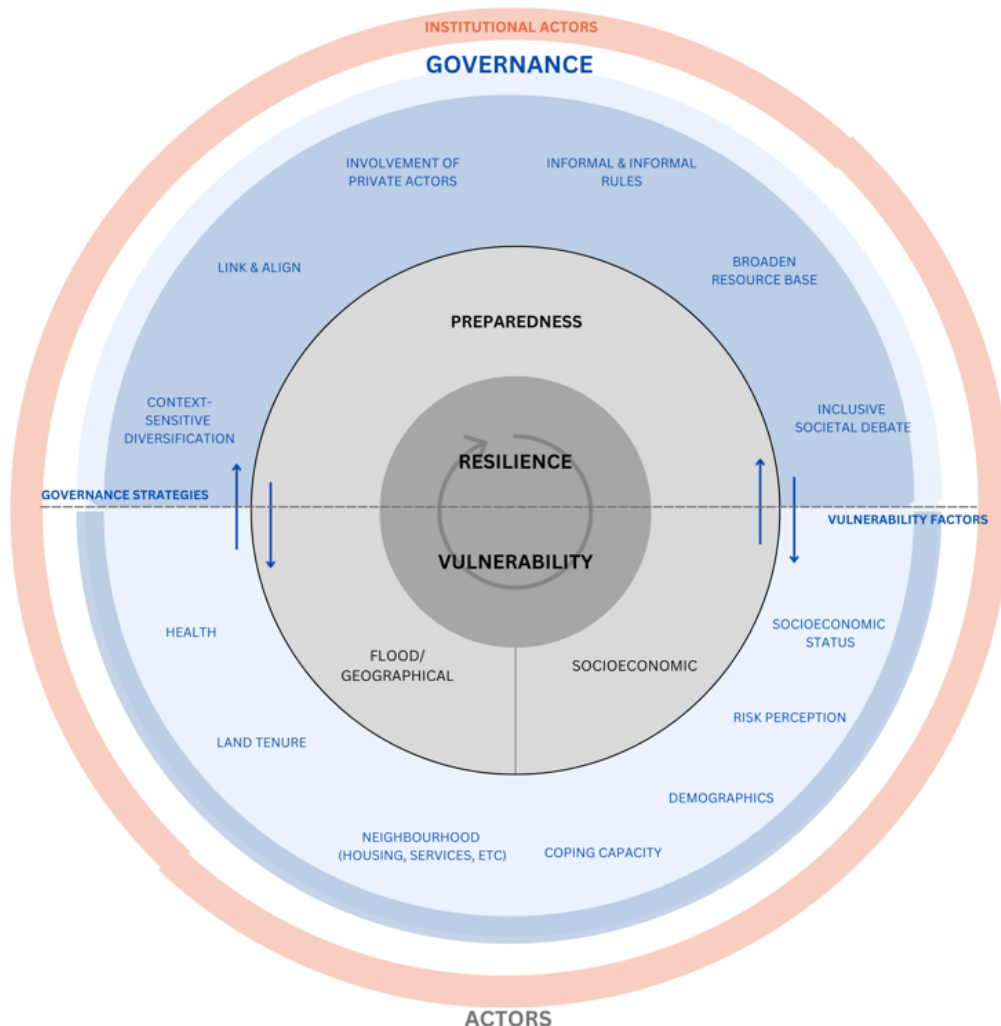 INSTITUTIONAL ACTORS
GOVERNANCE
INVOLVEMENT OF
PRIVATE ACTORS
INFORMAL & INFORMAL
RULES
LINK & ALIGN
BROADEN
RESOURCE BASE
PREPAREDNESS
CONTEXT-
SENSITIVE
DIVERSIFICATION
INCLUSIVE
SOCIETAL DEBATE
RESILIENCE
GOVERNANCE STRATEGIES
VULNERABILITY FACTORS
VULNERABILITY
HEALTH
SOCIOECONOMIC
STATUS
FLOOD/
GEOGRAPHICAL
SOCIOECONOMIC
LAND TENURE
RISK PERCEPTION
DEMOGRAPHICS
NEIGHBOURHOOD
(HOUSING, SERVICES, ETC)
COPING CAPACITY
ACTORS